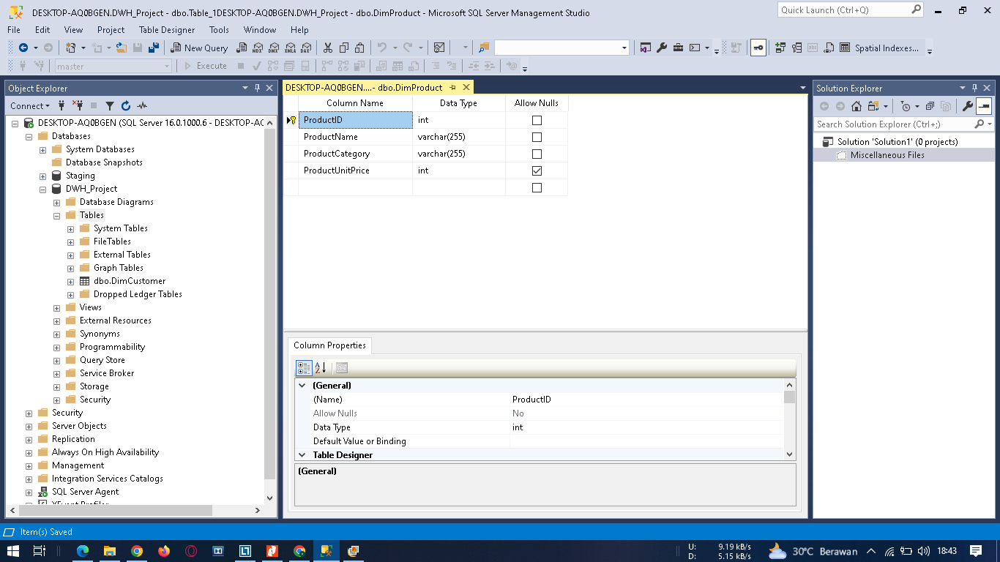 DESKTOP-AQ0BGEN.DWH_Project - dbo.Table_1DESKTOP-AQ0BGEN.DWH_Project - dbo.DimProduct - Microsoft SQL Server Management Studio
Quick Launch (Ctrl+Q)
File Edit View Project Table Designer Tools Window Help
New Query
MDX DMX XMLA DAX
Spatial Indexes...
master
Execute
Object Explorer
Connect
DESKTOP-AQ0BGEN (SQL Server 16.0.1000.6 - DESKTOP-AQ
Databases
System Databases
Database Snapshots
Staging
DWH_Project
Database Diagrams
Tables
System Tables
FileTables
External Tables
Graph Tables
dbo.DimCustomer
Dropped Ledger Tables
Views
External Resources
Synonyms
Programmability
Query Store
Service Broker
Storage
Security
Security
Server Objects
Replication
Always On High Availability
Management
Integration Services Catalogs
SQL Server Agent
XEvent Profiler
DESKTOP-AQ0BGEN....- dbo.DimProduct
Column Name Data Type Allow Nulls
ProductID int
ProductName varchar(255)
ProductCategory varchar(255)
ProductUnitPrice int
Column Properties
(General)
(Name) ProductID
Allow Nulls No
Data Type int
Default Value or Binding
Table Designer
(General)
Solution Explorer
Search Solution Explorer (Ctrl+;)
Solution 'Solution1' (0 projects)
Miscellaneous Files
Item(s) Saved
U: 9.19 kB/s
D: 5.15 kB/s
30°C Berawan
18:43